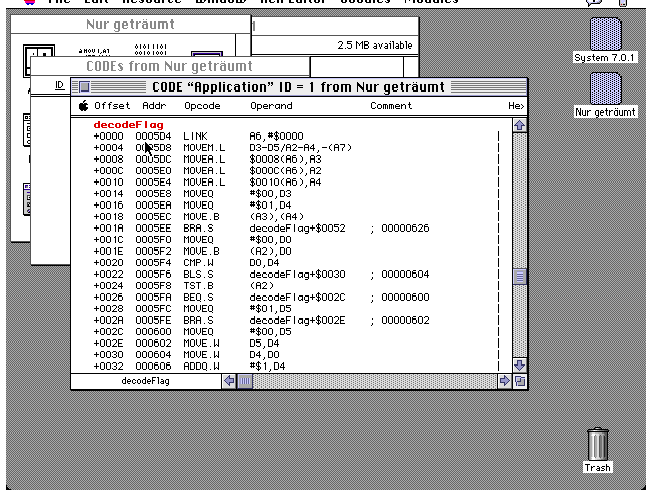 File Edit Resource Window Hex Editor Goodies Modules
Nur geträumt
2.5 MB available
CODEs from Nur geträumt
ID
CODE “Application” ID = 1 from Nur geträumt
Offset Addr Opcode Operand Comment He>
decodeFlag
+0000 0005D4 LINK A6,#$0000
+0004 0005D8 MOVEM.L D3-D5/A2-A4,-(A7)
+0008 0005DC MOVEA.L $0008(A6),A3
+000C 0005E0 MOVEA.L $000C(A6),A2
+0010 0005E4 MOVEA.L $0010(A6),A4
+0014 0005E8 MOVEQ #$00,D3
+0016 0005EA MOVEQ #$01,D4
+0018 0005EC MOVE.B (A3),(A4)
+001A 0005EE BRA.S decodeFlag+$0052 ; 00000626
+001C 0005F0 MOVEQ #$00,D0
+001E 0005F2 MOVE.B (A2),D0
+0020 0005F4 CMP.W D0,D4
+0022 0005F6 BLS.S decodeFlag+$0030 ; 00000604
+0024 0005F8 TST.B (A2)
+0026 0005FA BEQ.S decodeFlag+$002C ; 00000600
+0028 0005FC MOVEQ #$01,D5
+002A 0005FE BRA.S decodeFlag+$002E ; 00000602
+002C 000600 MOVEQ #$00,D5
+002E 000602 MOVE.W D5,D4
+0030 000604 MOVE.W D4,D0
+0032 000606 ADDQ.W #$1,D4
decodeFlag
System 7.0.1
Nur geträumt
Trash